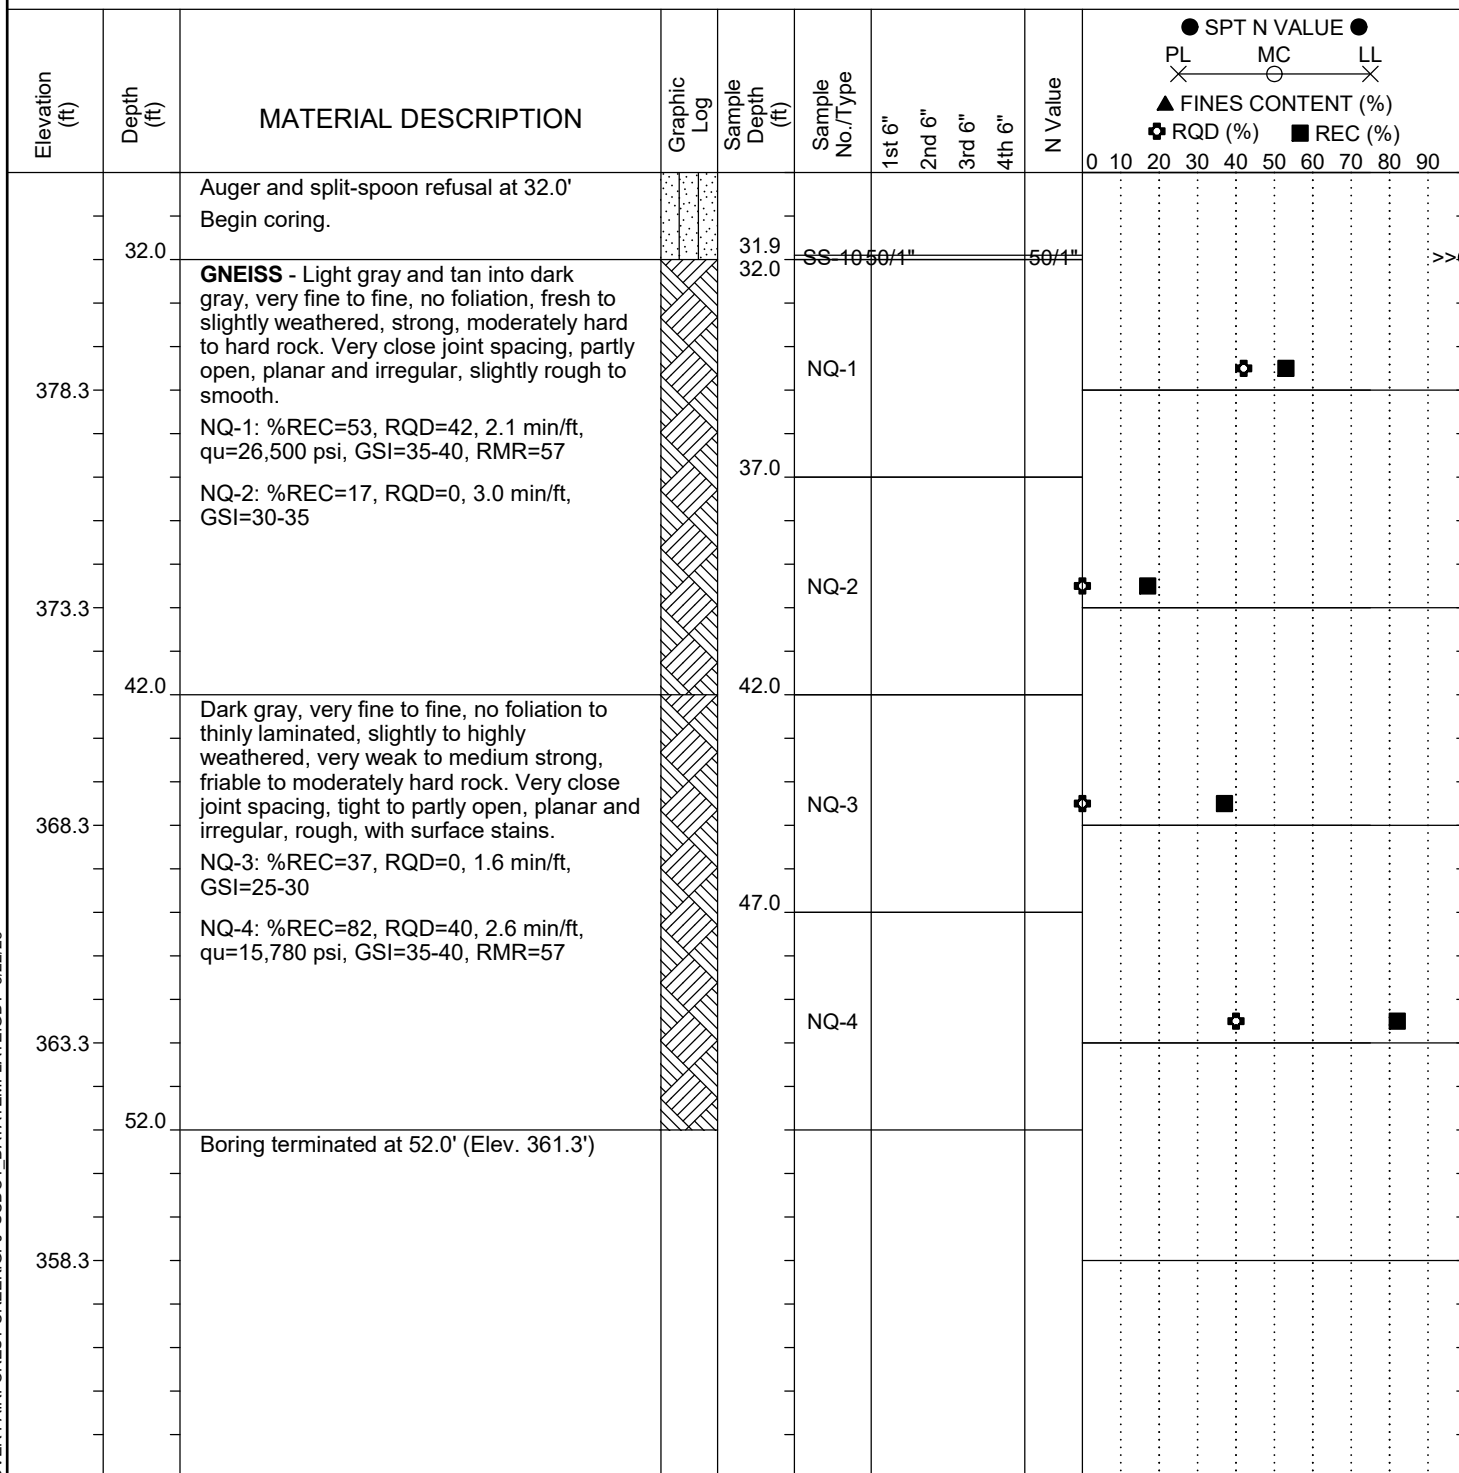 Elevation (ft)
Depth (ft)
MATERIAL DESCRIPTION
Graphic Log
Sample Depth (ft)
Sample No./Type
1st 6"
2nd 6"
3rd 6"
4th 6"
N Value
● SPT N VALUE ●
PL MC LL
▲ FINES CONTENT (%)
RQD (%) ■ REC (%)
0 10 20 30 40 50 60 70 80 90
Auger and split-spoon refusal at 32.0'
Begin coring.
32.0
31.9
32.0
SS-10 50/1" 50/1" >>
GNEISS - Light gray and tan into dark
gray, very fine to fine, no foliation, fresh to
slightly weathered, strong, moderately hard
to hard rock. Very close joint spacing, partly
open, planar and irregular, slightly rough to
smooth.
NQ-1
378.3
NQ-1: %REC=53, RQD=42, 2.1 min/ft,
qu=26,500 psi, GSI=35-40, RMR=57
37.0
NQ-2: %REC=17, RQD=0, 3.0 min/ft,
GSI=30-35
NQ-2
373.3
42.0
42.0
Dark gray, very fine to fine, no foliation to
thinly laminated, slightly to highly
weathered, very weak to medium strong,
friable to moderately hard rock. Very close
joint spacing, tight to partly open, planar and
irregular, rough, with surface stains.
NQ-3
368.3
NQ-3: %REC=37, RQD=0, 1.6 min/ft,
GSI=25-30
47.0
NQ-4: %REC=82, RQD=40, 2.6 min/ft,
qu=15,780 psi, GSI=35-40, RMR=57
NQ-4
363.3
52.0
Boring terminated at 52.0' (Elev. 361.3')
358.3